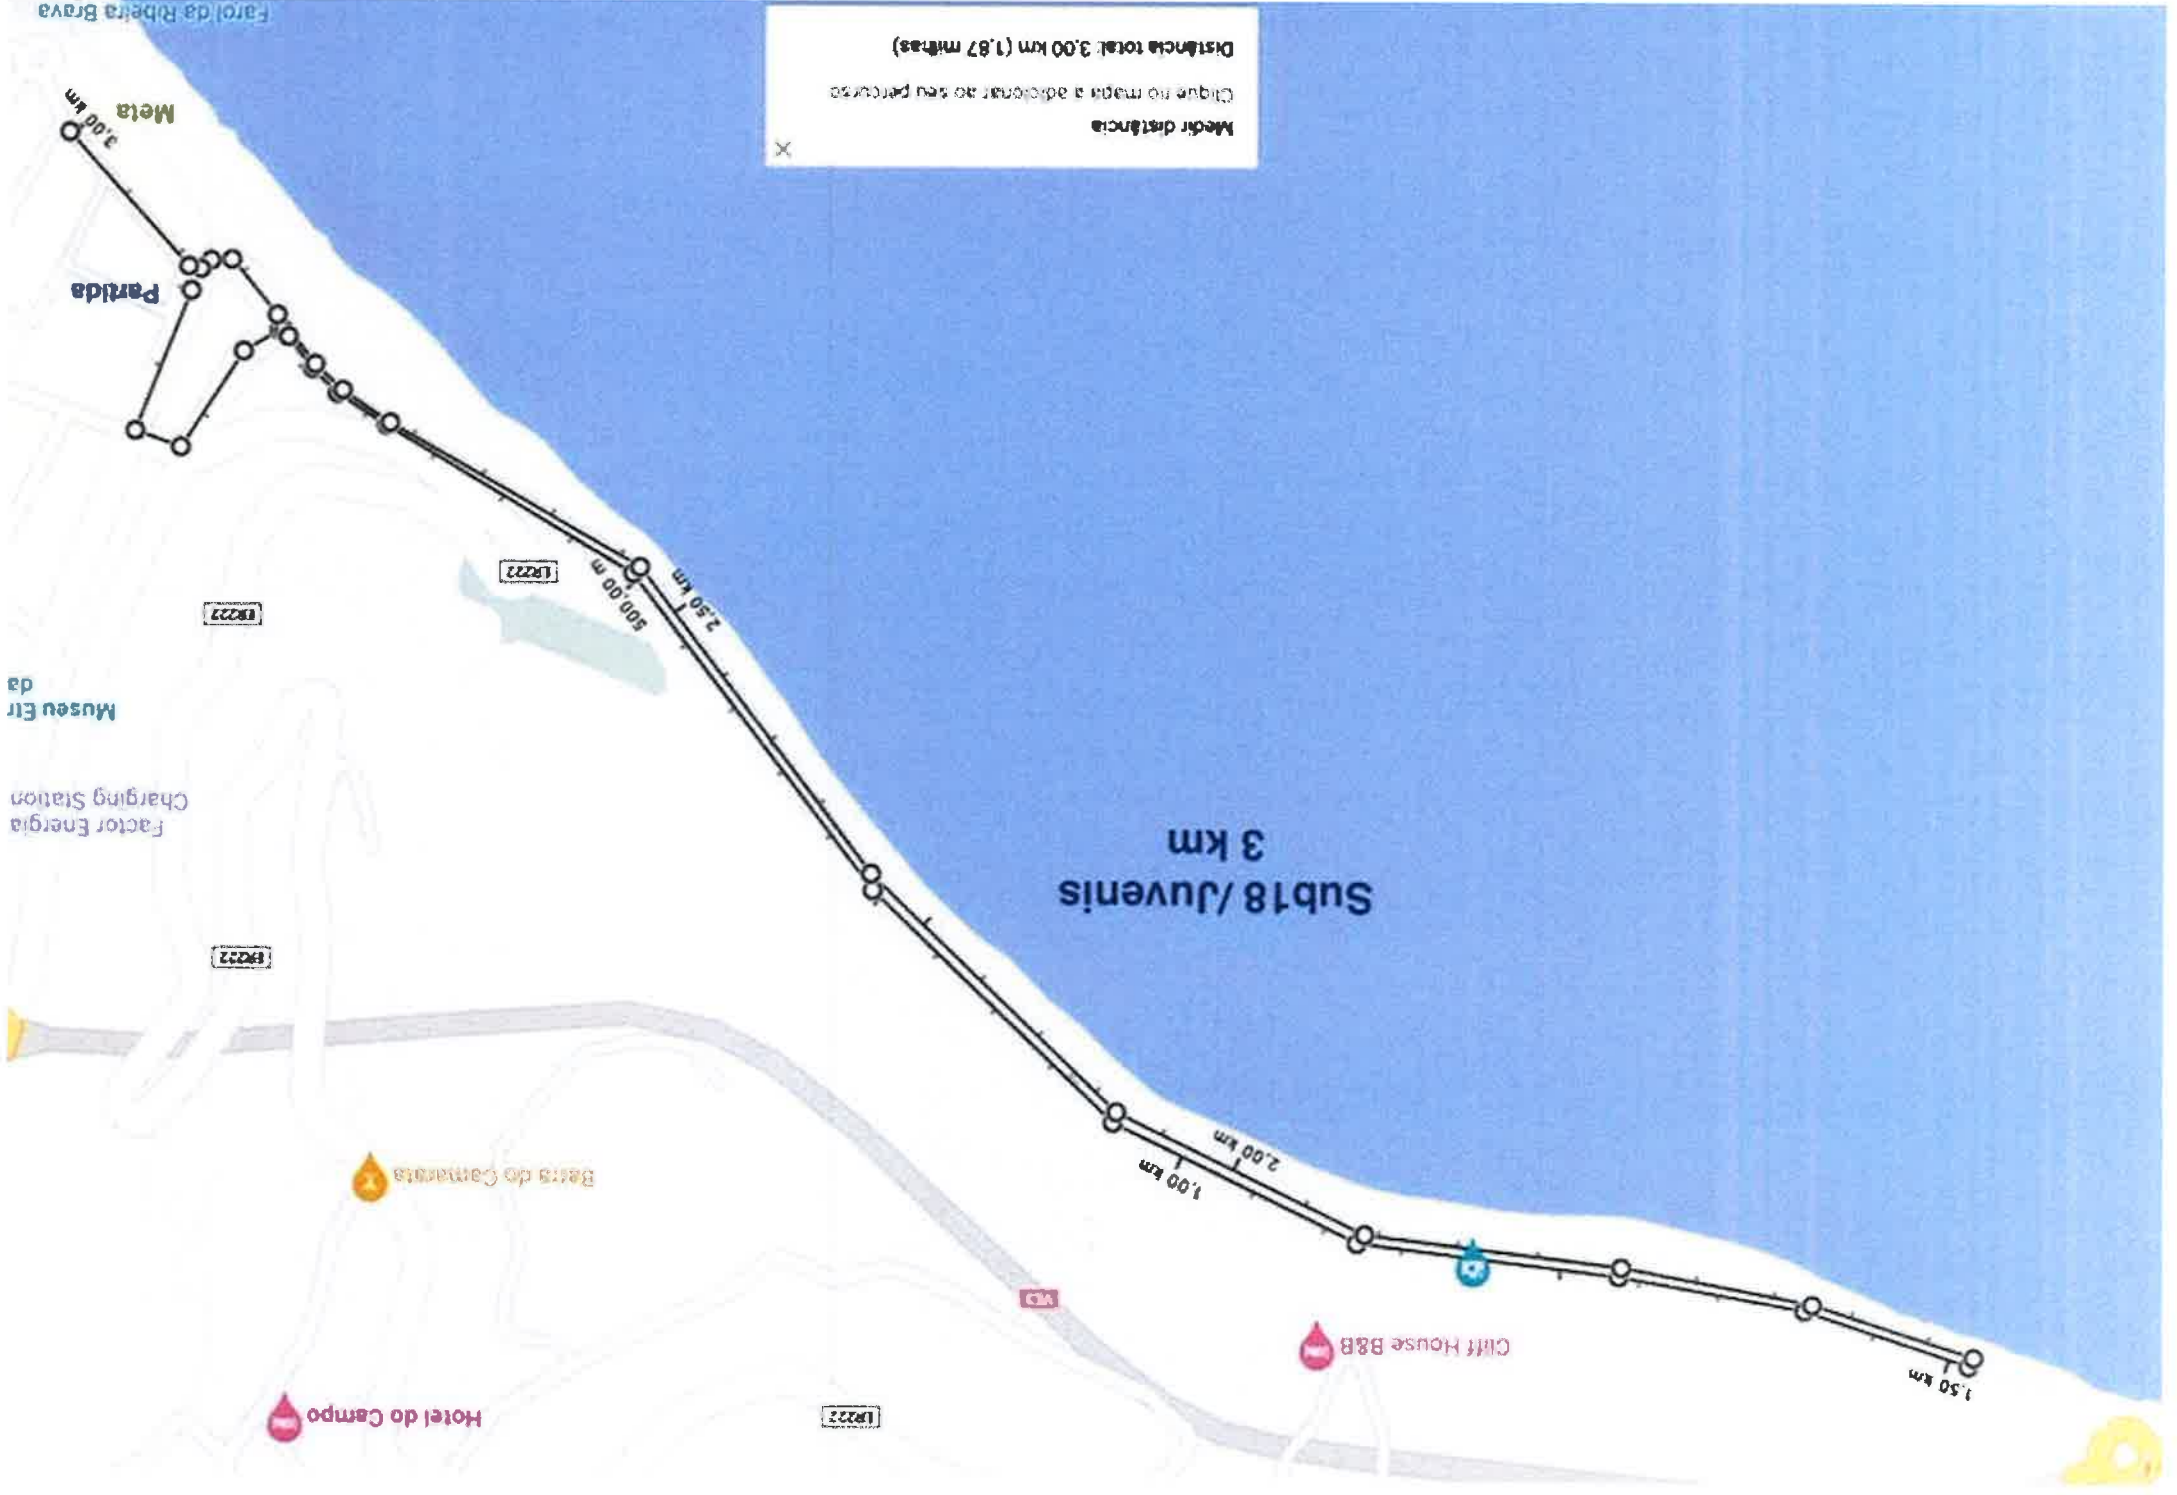 Hotel do Campo
ER222
Cliff House B&B
VE3
1,50 km
Barra do Camarata
1,00 km
2,00 km
ER222
Sub18 / Juvenis
3 km
Factor Energia
Charging Station
Museu Etr
da
ER222
ER222
500,00 m
2,50 km
Partida
Meta
3,00 km
Medir distância
Clique no mapa a adicionar ao seu percurso
Distância total: 3,00 km (1,87 milhas)
Farol da Ribeira Brava